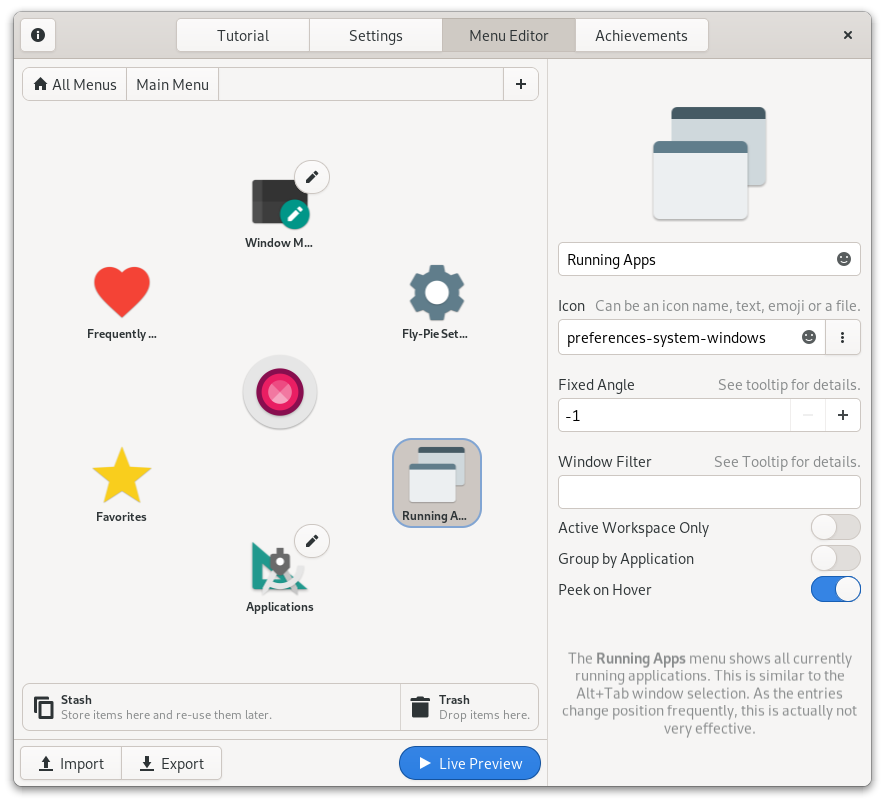 Tutorial
Settings
Menu Editor
Achievements
All Menus
Main Menu
Window M...
Frequently ...
Fly-Pie Set...
Favorites
Running A...
Applications
Stash
Store items here and re-use them later.
Trash
Drop items here.
Import
Export
Live Preview
Running Apps
Icon Can be an icon name, text, emoji or a file.
preferences-system-windows
Fixed Angle See tooltip for details.
-1
Window Filter See Tooltip for details.
Active Workspace Only
Group by Application
Peek on Hover
The Running Apps menu shows all currently
running applications. This is similar to the
Alt+Tab window selection. As the entries
change position frequently, this is actually not
very effective.